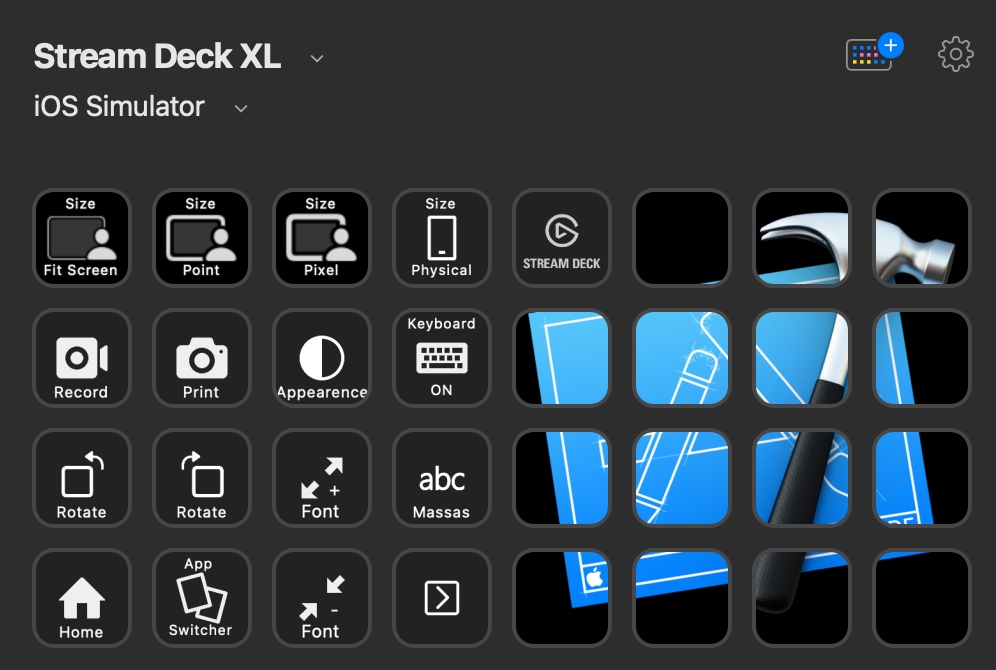 Stream Deck XL
iOS Simulator
Size
Fit Screen
Size
Point
Size
Pixel
Size
Physical
STREAM DECK
Record
Print
Appearence
Keyboard
ON
Rotate
Rotate
+
Font
abc
Massas
Home
App
Switcher
-
Font